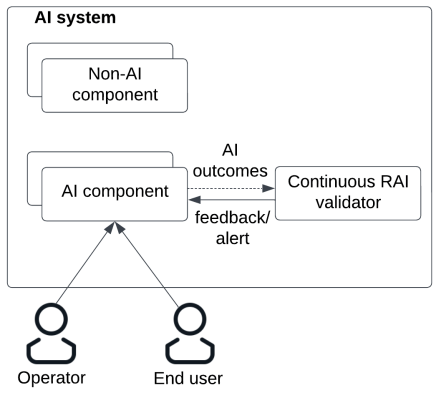 AI system
Non-AI
component
AI
outcomes
AI component
Continuous RAI
validator
feedback/
alert
Operator
End user